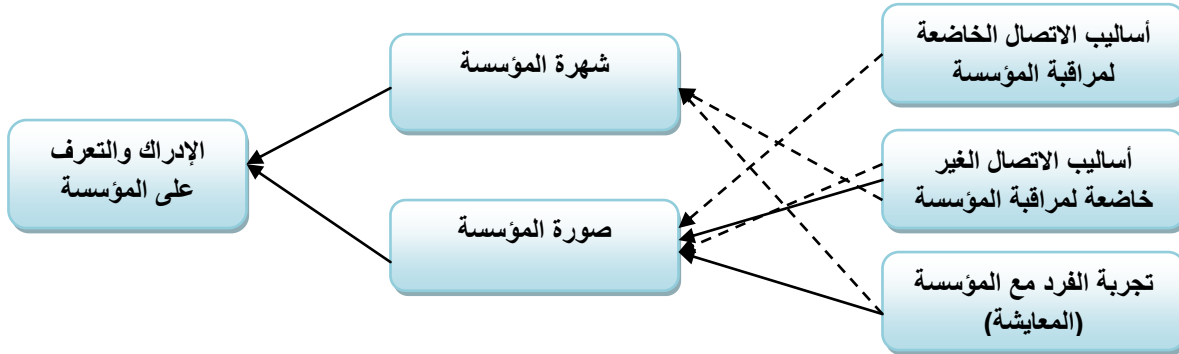 أساليب الاتصال الخاضعة
لمراقبة المؤسسة
أساليب الاتصال الغير
خاضعة لمراقبة المؤسسة
تجربة الفرد مع المؤسسة
(المعايشة)
شهرة المؤسسة
صورة المؤسسة
الإدراك والتعرف
على المؤسسة